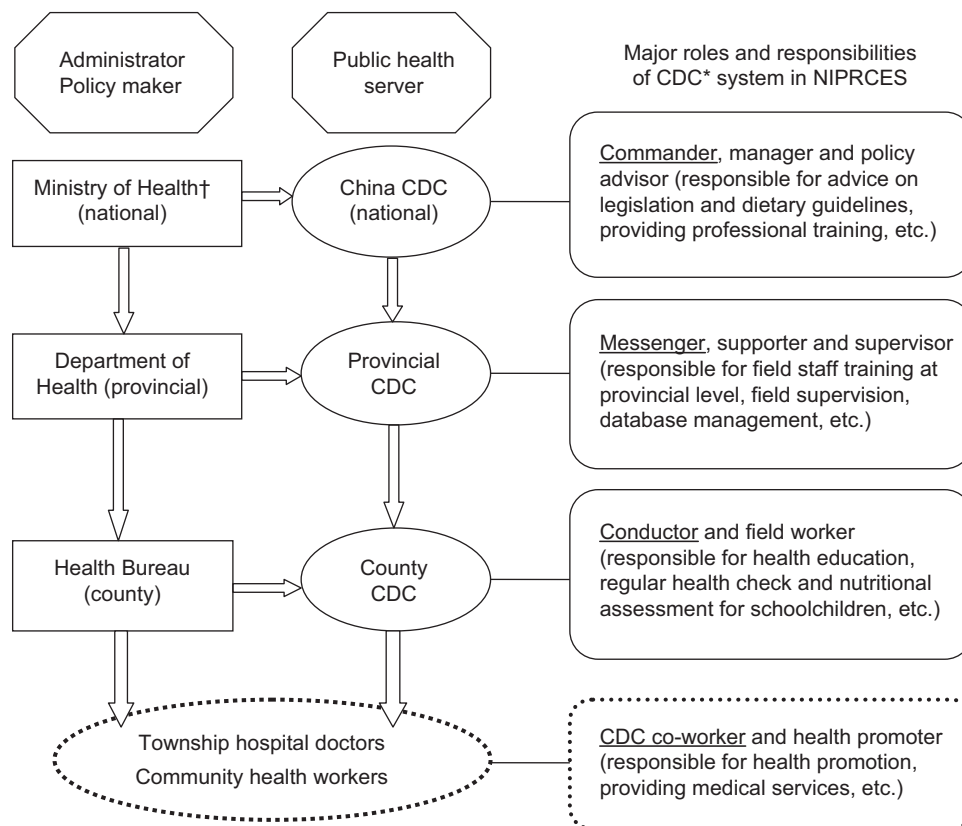 Administrator
Policy maker
Public health
server
Major roles and responsibilities
of CDC* system in NIPRCES
Ministry of Health†
(national)
China CDC
(national)
Commander, manager and policy
advisor (responsible for advice on
legislation and dietary guidelines,
providing professional training, etc.)
Department of
Health (provincial)
Provincial
CDC
Messenger, supporter and supervisor
(responsible for field staff training at
provincial level, field supervision,
database management, etc.)
Health Bureau
(county)
County
CDC
Conductor and field worker
(responsible for health education,
regular health check and nutritional
assessment for schoolchildren, etc.)
Township hospital doctors
Community health workers
CDC co-worker and health promoter
(responsible for health promotion,
providing medical services, etc.)